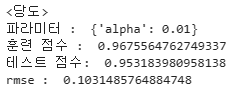 <당도>
파라미터 :  {'alpha': 0.01}
훈련 점수 :  0.9675564762749337
테스트 점수:  0.953183980958138
rmse :  0.1031485764884748